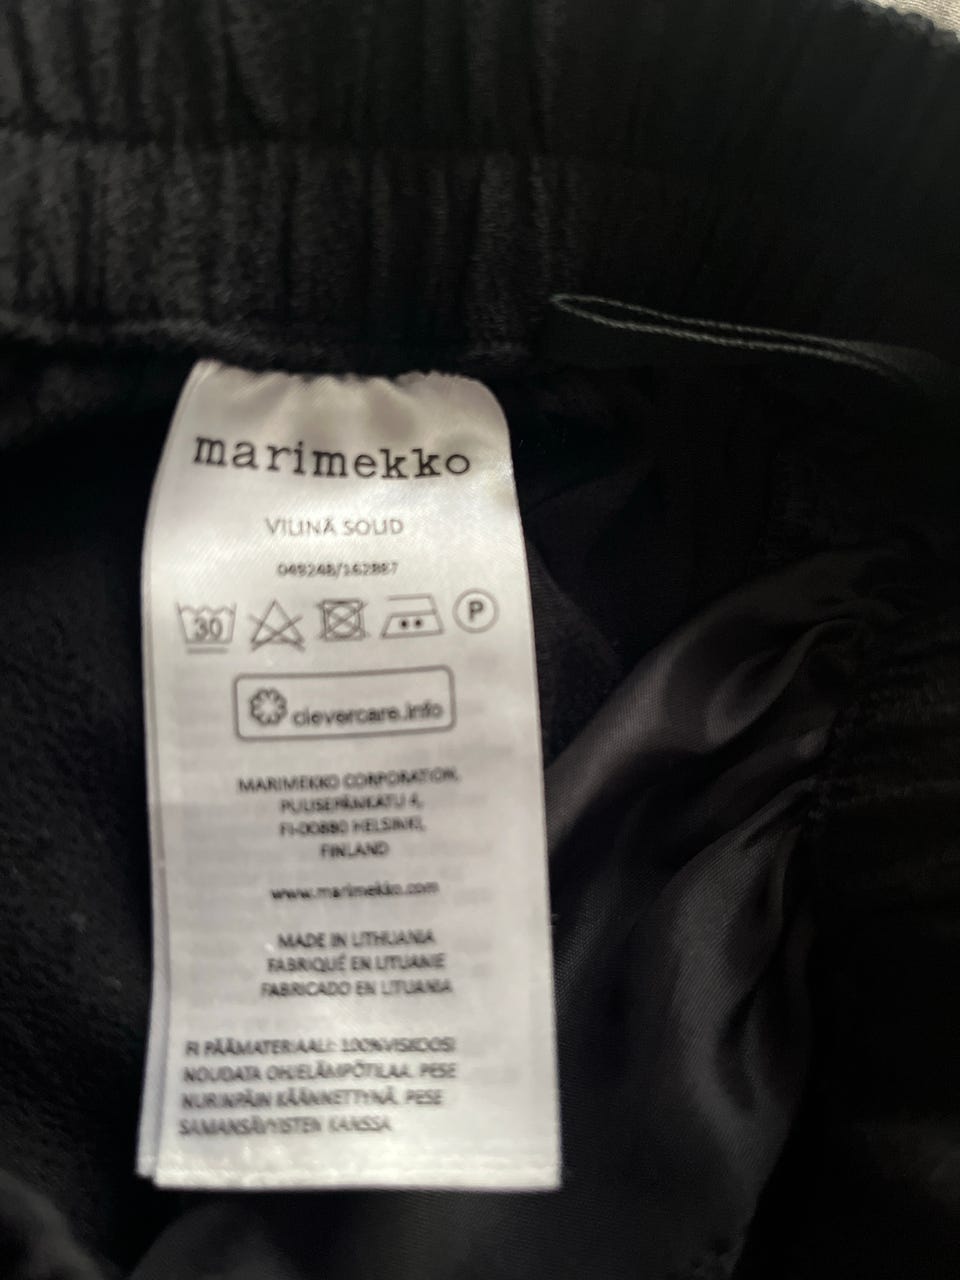 marimekko
VILINÄ SOLID
049248/162887
30 P
clevercare.info
MARIMEKKO CORPORATION,
PUUSEPÄNKATU 4,
FI-00880 HELSINKI,
FINLAND
www.marimekko.com
MADE IN LITHUANIA
FABRIQUÉ EN LITUANIE
FABRICADO EN LITUANIA
FI PÄÄMATERIAALI: 100%VISKOOSI
NOUDATA OHJELÄMPÖTILAA. PESE
NURINPÄIN KÄÄNNETTYNÄ. PESE
SAMANSÄVYISTEN KANSSA